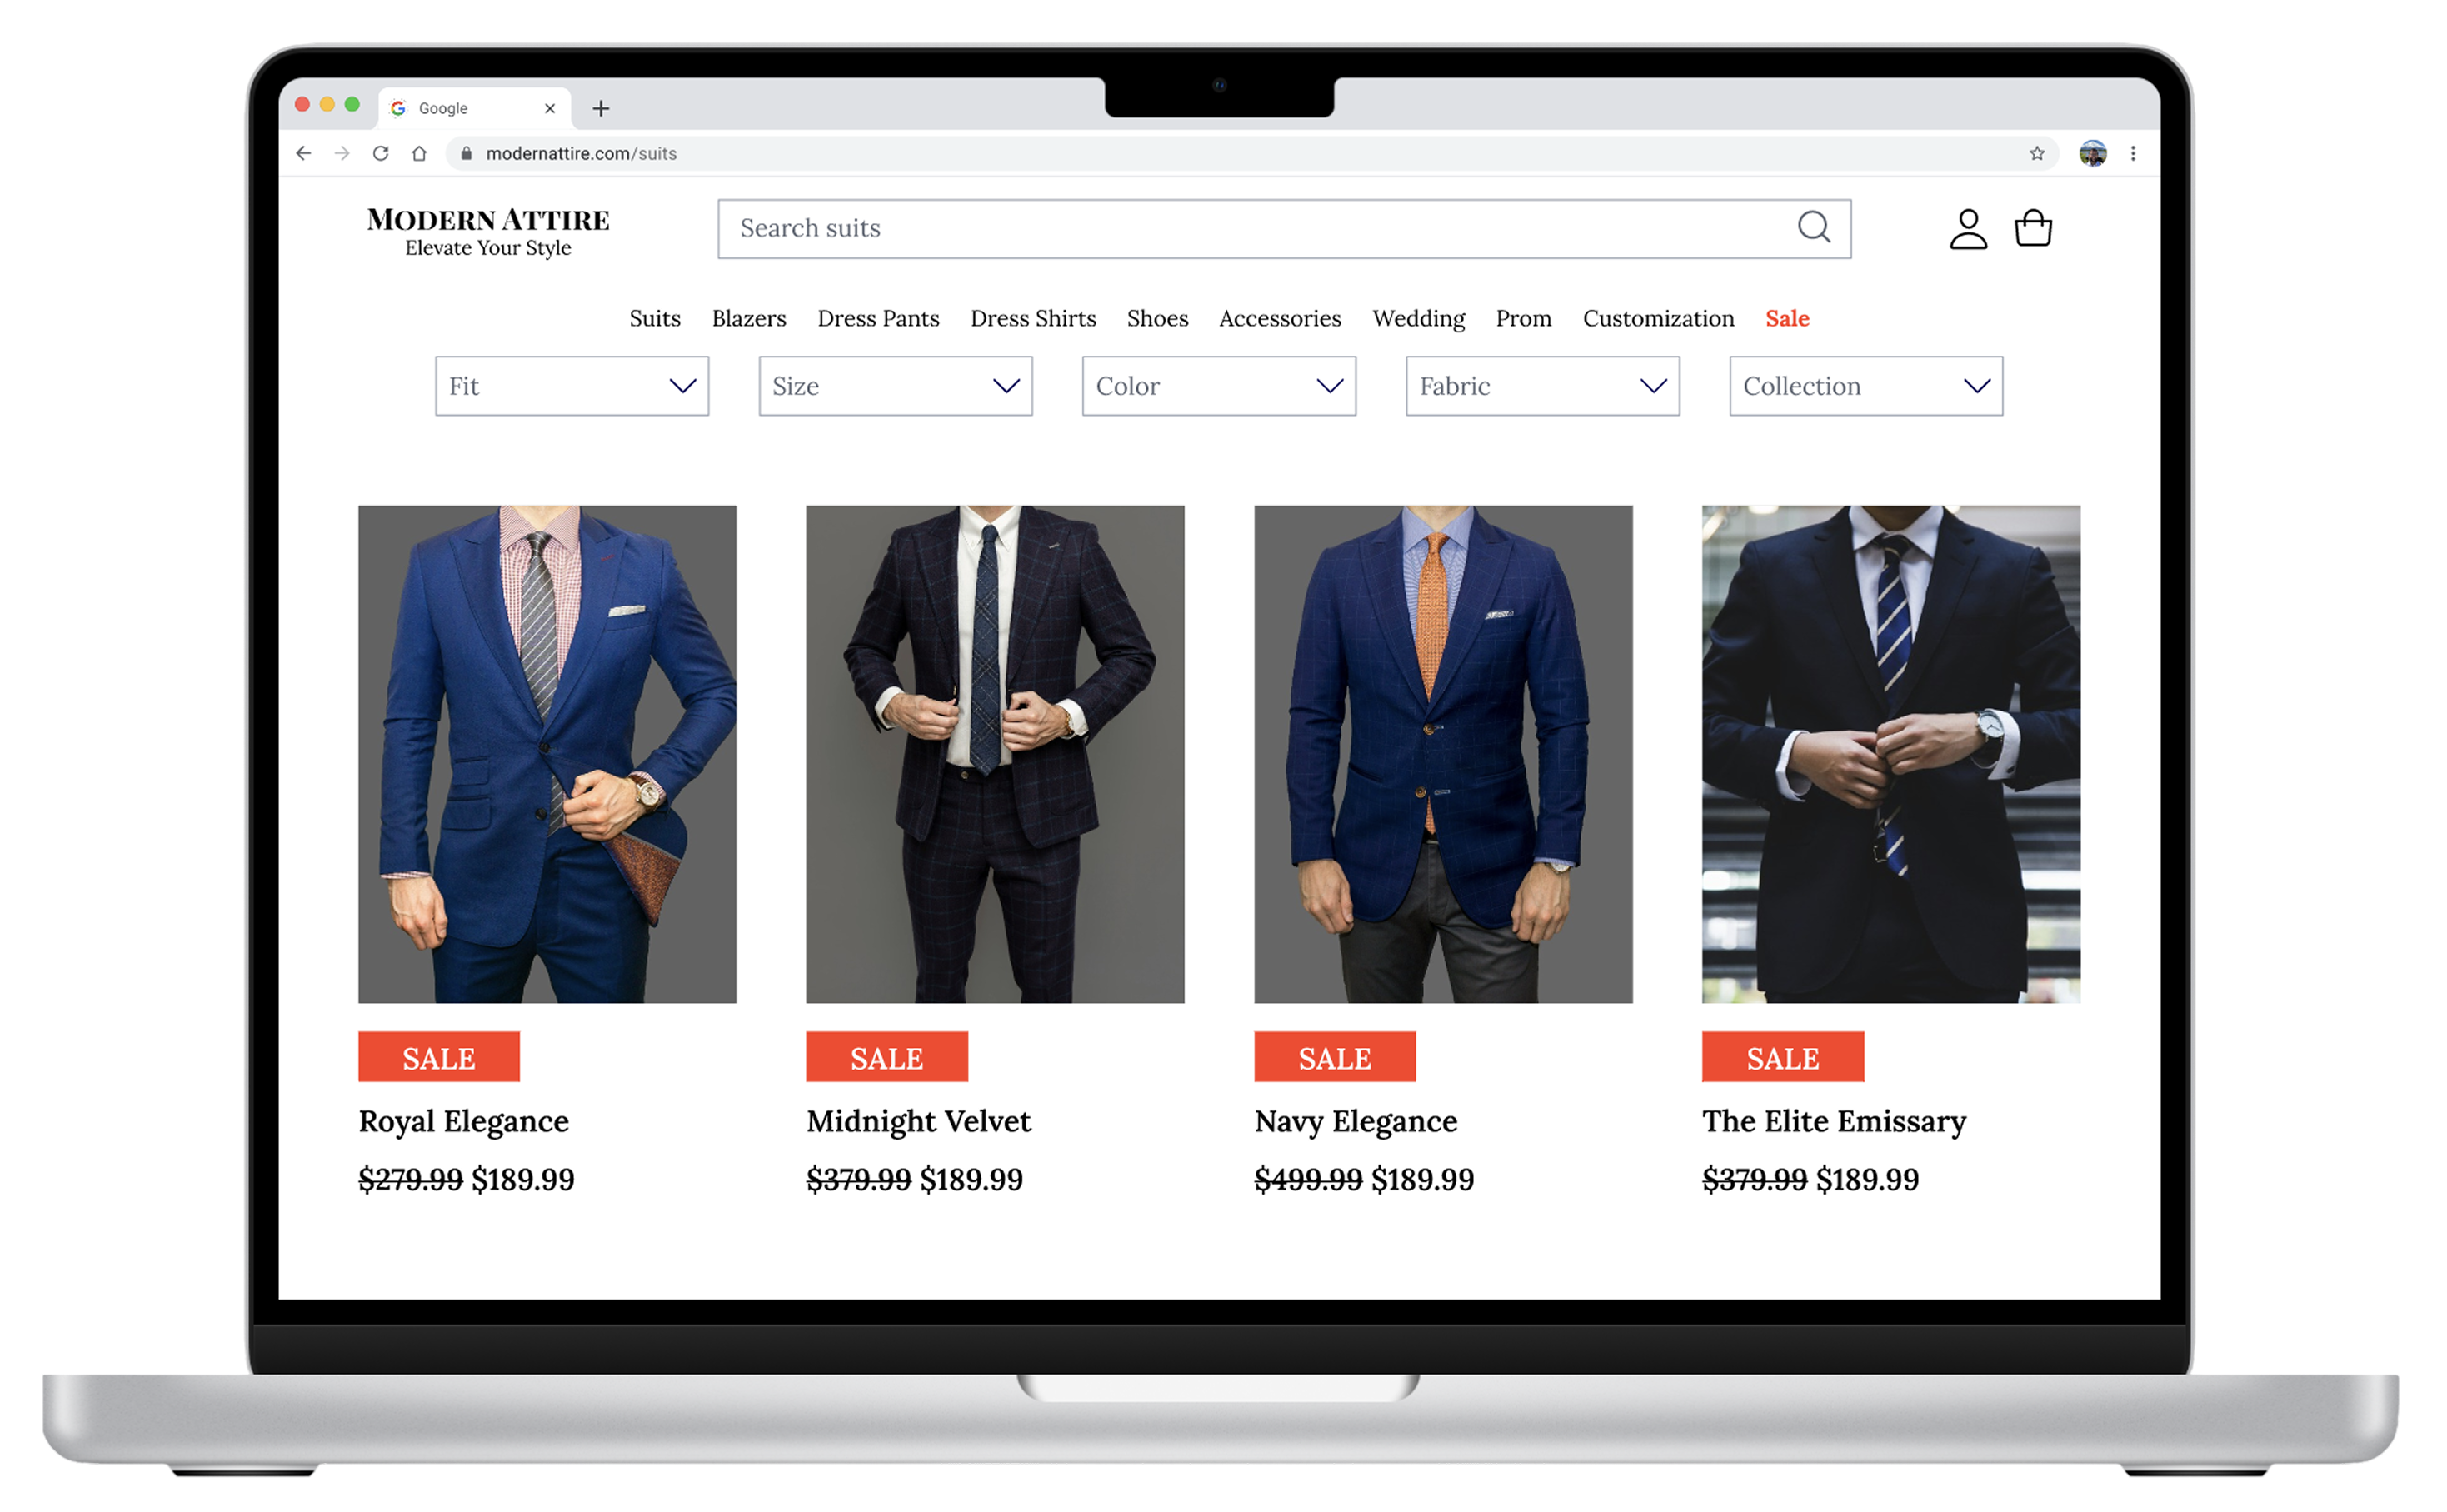 Google
modernattire.com/suits
MODERN ATTIRE
Elevate Your Style
Search suits
Suits Blazers Dress Pants Dress Shirts Shoes Accessories Wedding Prom Customization Sale
Fit Size Color Fabric Collection
SALE SALE SALE SALE
Royal Elegance Midnight Velvet Navy Elegance The Elite Emissary
$279.99 $189.99 $379.99 $189.99 $499.99 $189.99 $379.99 $189.99